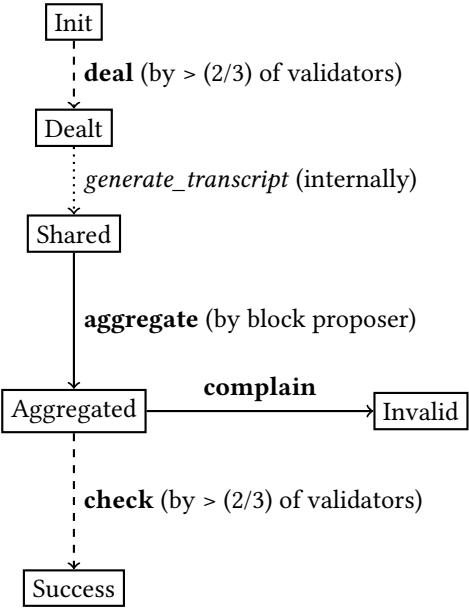 Init
deal (by > (2/3) of validators)
Dealt
generate_transcript (internally)
Shared
aggregate (by block proposer)
complain
Aggregated
Invalid
check (by > (2/3) of validators)
Success